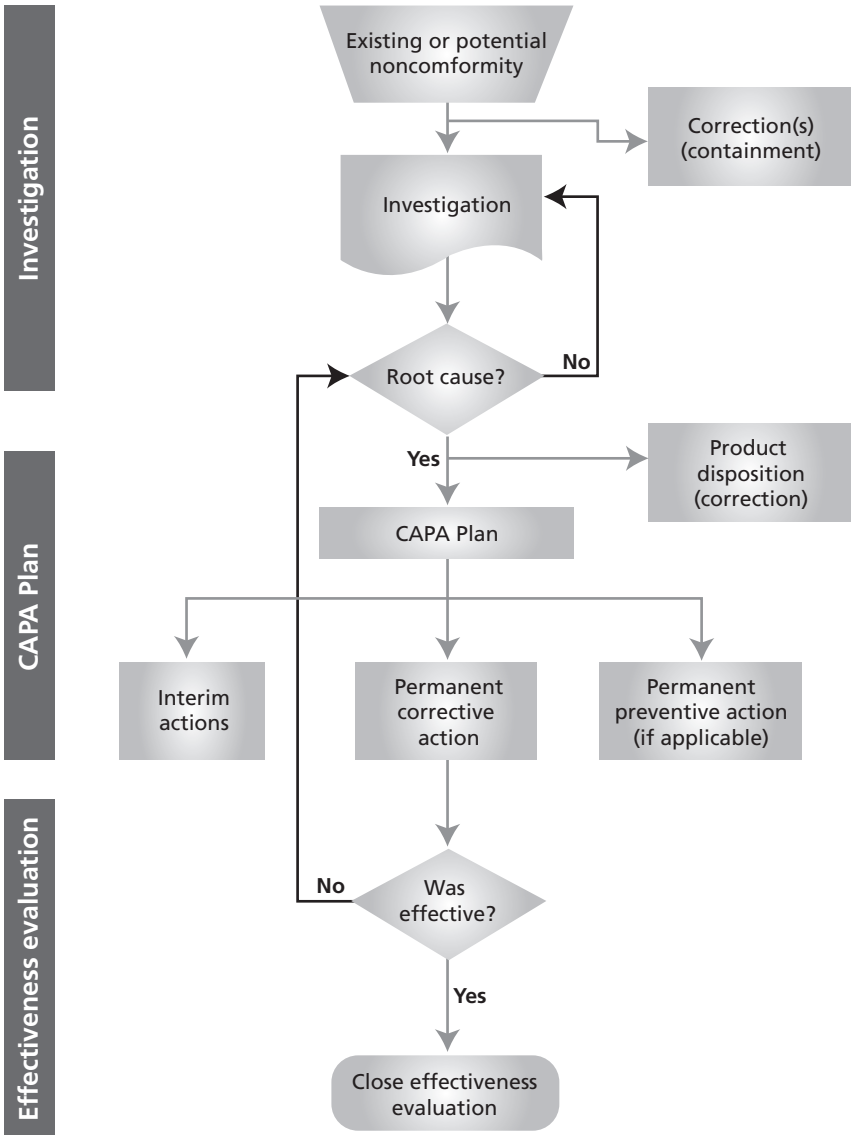 Investigation
Existing or potential
noncomformity
Correction(s)
(containment)
Investigation
Root cause?
No
Yes
Product
disposition
(correction)
CAPA Plan
CAPA Plan
Interim
actions
Permanent
corrective
action
Permanent
preventive action
(if applicable)
Effectiveness evaluation
Was
effective?
No
Yes
Close effectiveness
evaluation